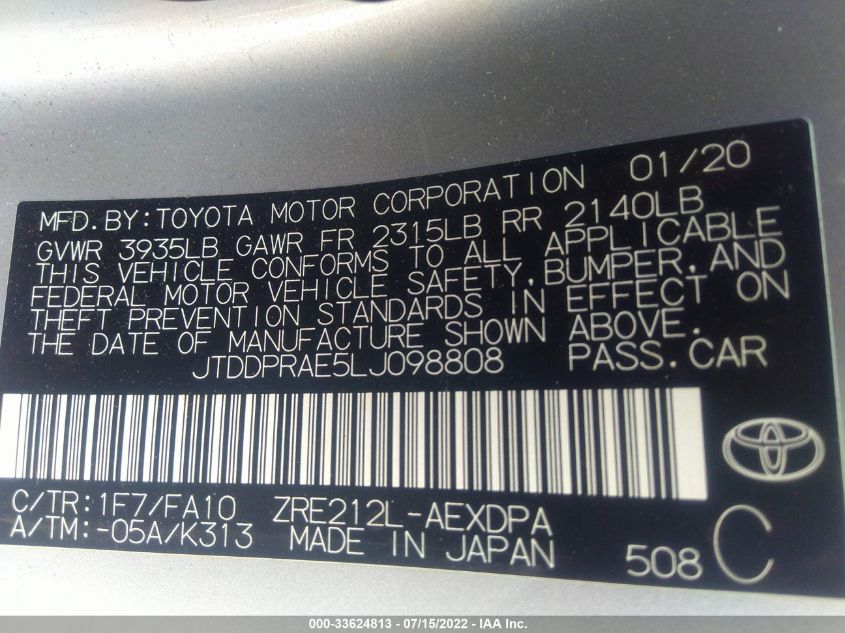 MFD. BY: TOYOTA MOTOR CORPORATION 01/20
GVWR 3935LB GAWR FR 2315LB RR 2140LB
THIS VEHICLE CONFORMS TO ALL APPLICABLE
FEDERAL MOTOR VEHICLE SAFETY, BUMPER, AND
THEFT PREVENTION STANDARDS IN EFFECT ON
THE DATE OF MANUFACTURE SHOWN ABOVE.
JTDDPRAE5LJ098808 PASS. CAR
C/TR: 1F7/FA10 ZRE212L-AEXDPA
A/TM: -05A/K313 MADE IN JAPAN 508 C
000-33624813 - 07/15/2022 - IAA Inc.